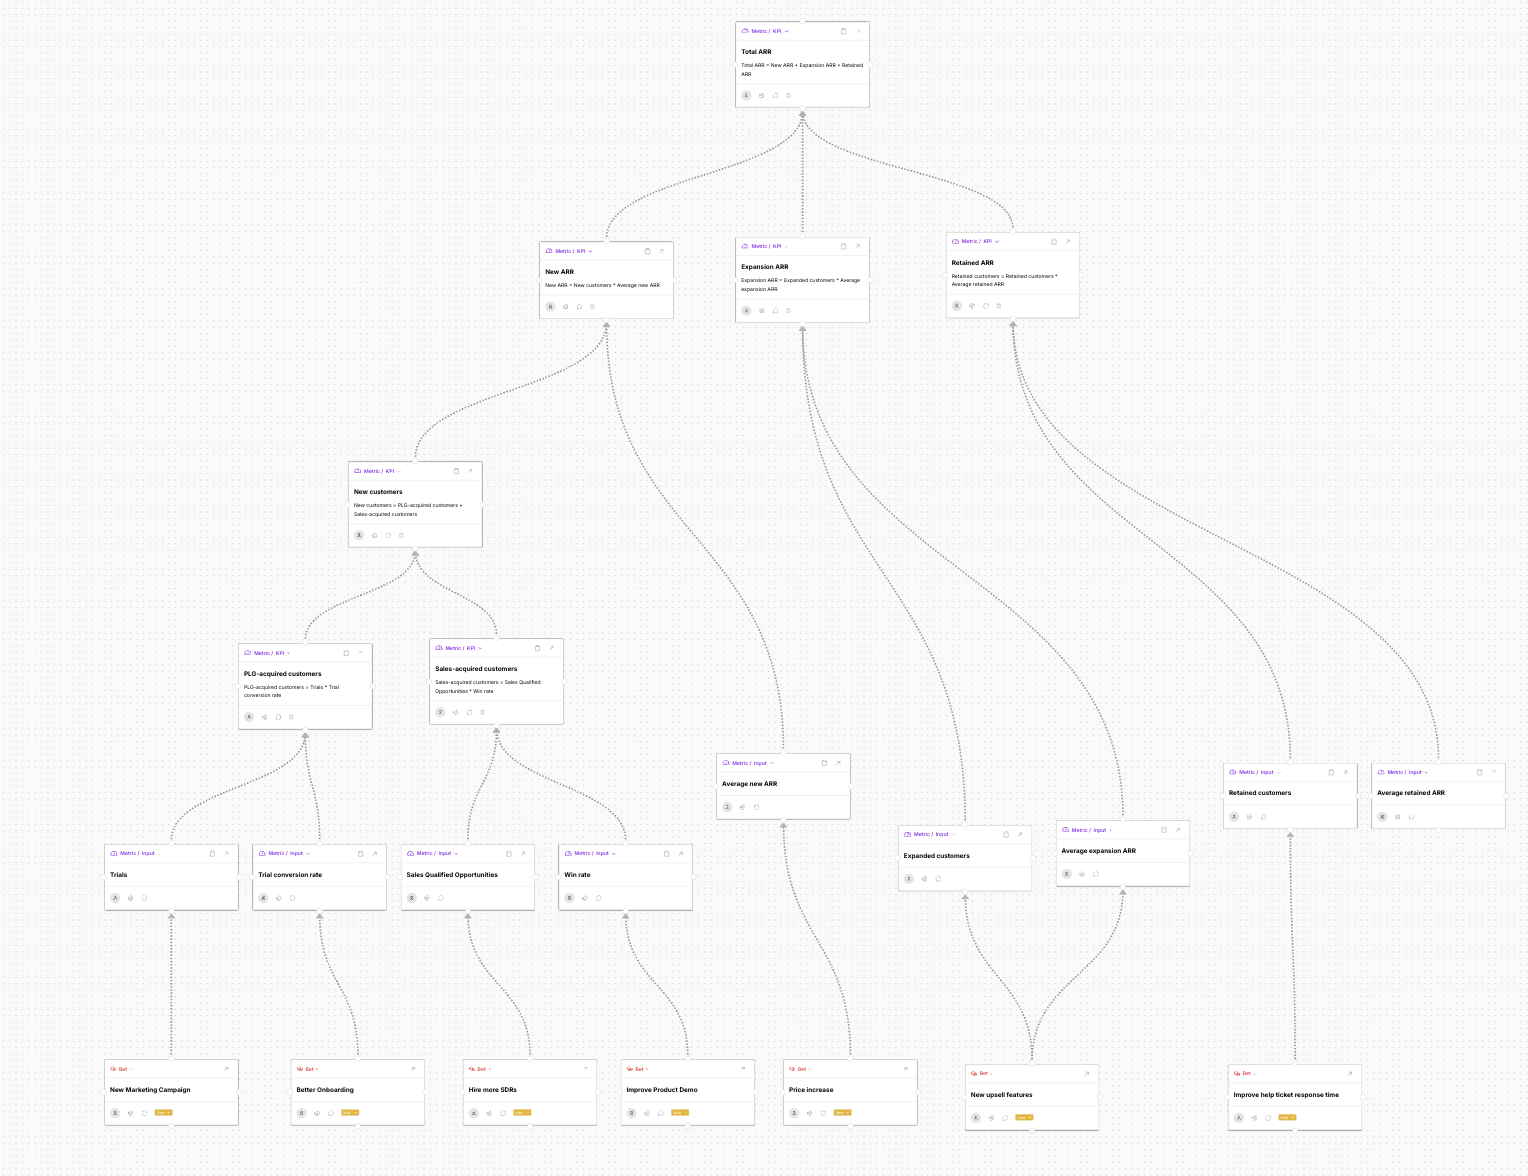 Metric / KPI
Total ARR
Total ARR = New ARR + Expansion ARR + Retained
ARR
Metric / KPI
New ARR
New ARR = New customers * Average new ARR
Metric / KPI
Expansion ARR
Expansion ARR = Expanded customers * Average
expansion ARR
Metric / KPI
Retained ARR
Retained customers = Retained customers *
Average retained ARR
Metric / KPI
New customers
New customers = PLG-acquired customers +
Sales-acquired customers
Metric / KPI
PLG-acquired customers
PLG-acquired customers = Trials * Trial
conversion rate
Metric / KPI
Sales-acquired customers
Sales-acquired customers = Sales Qualified
Opportunities * Win rate
Metric / Input
Average new ARR
Metric / Input
Retained customers
Metric / Input
Average retained ARR
Metric / Input
Expanded customers
Metric / Input
Average expansion ARR
Metric / Input
Trials
Metric / Input
Trial conversion rate
Metric / Input
Sales Qualified Opportunities
Metric / Input
Win rate
Bet
New Marketing Campaign
Bet
Better Onboarding
Bet
Hire more SDRs
Bet
Improve Product Demo
Bet
Price increase
Bet
New upsell features
Bet
Improve help ticket response time